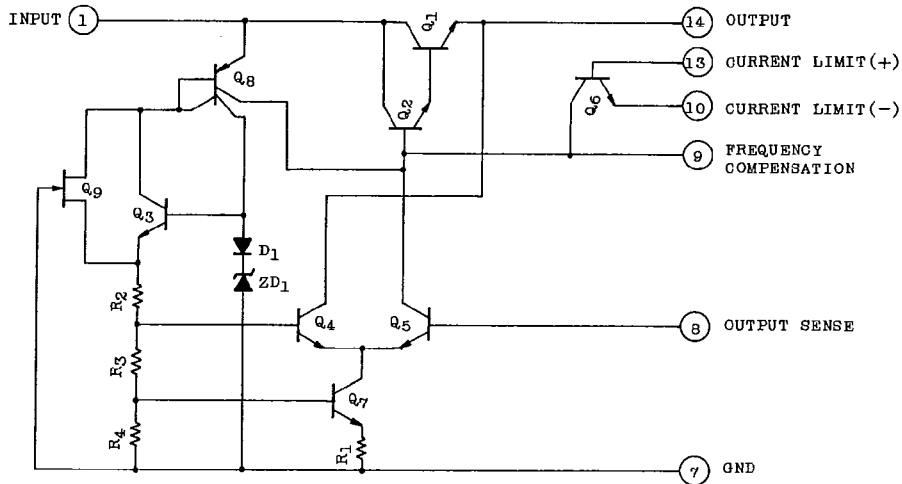 INPUT 1
Q1
14 OUTPUT
13 CURRENT LIMIT(+)
Q8
Q2
Q6
10 CURRENT LIMIT(−)
9 FREQUENCY
COMPENSATION
Q9
Q3
D1
ZD1
R2
Q4
Q5
8 OUTPUT SENSE
R3
Q7
R4
R1
7 GND